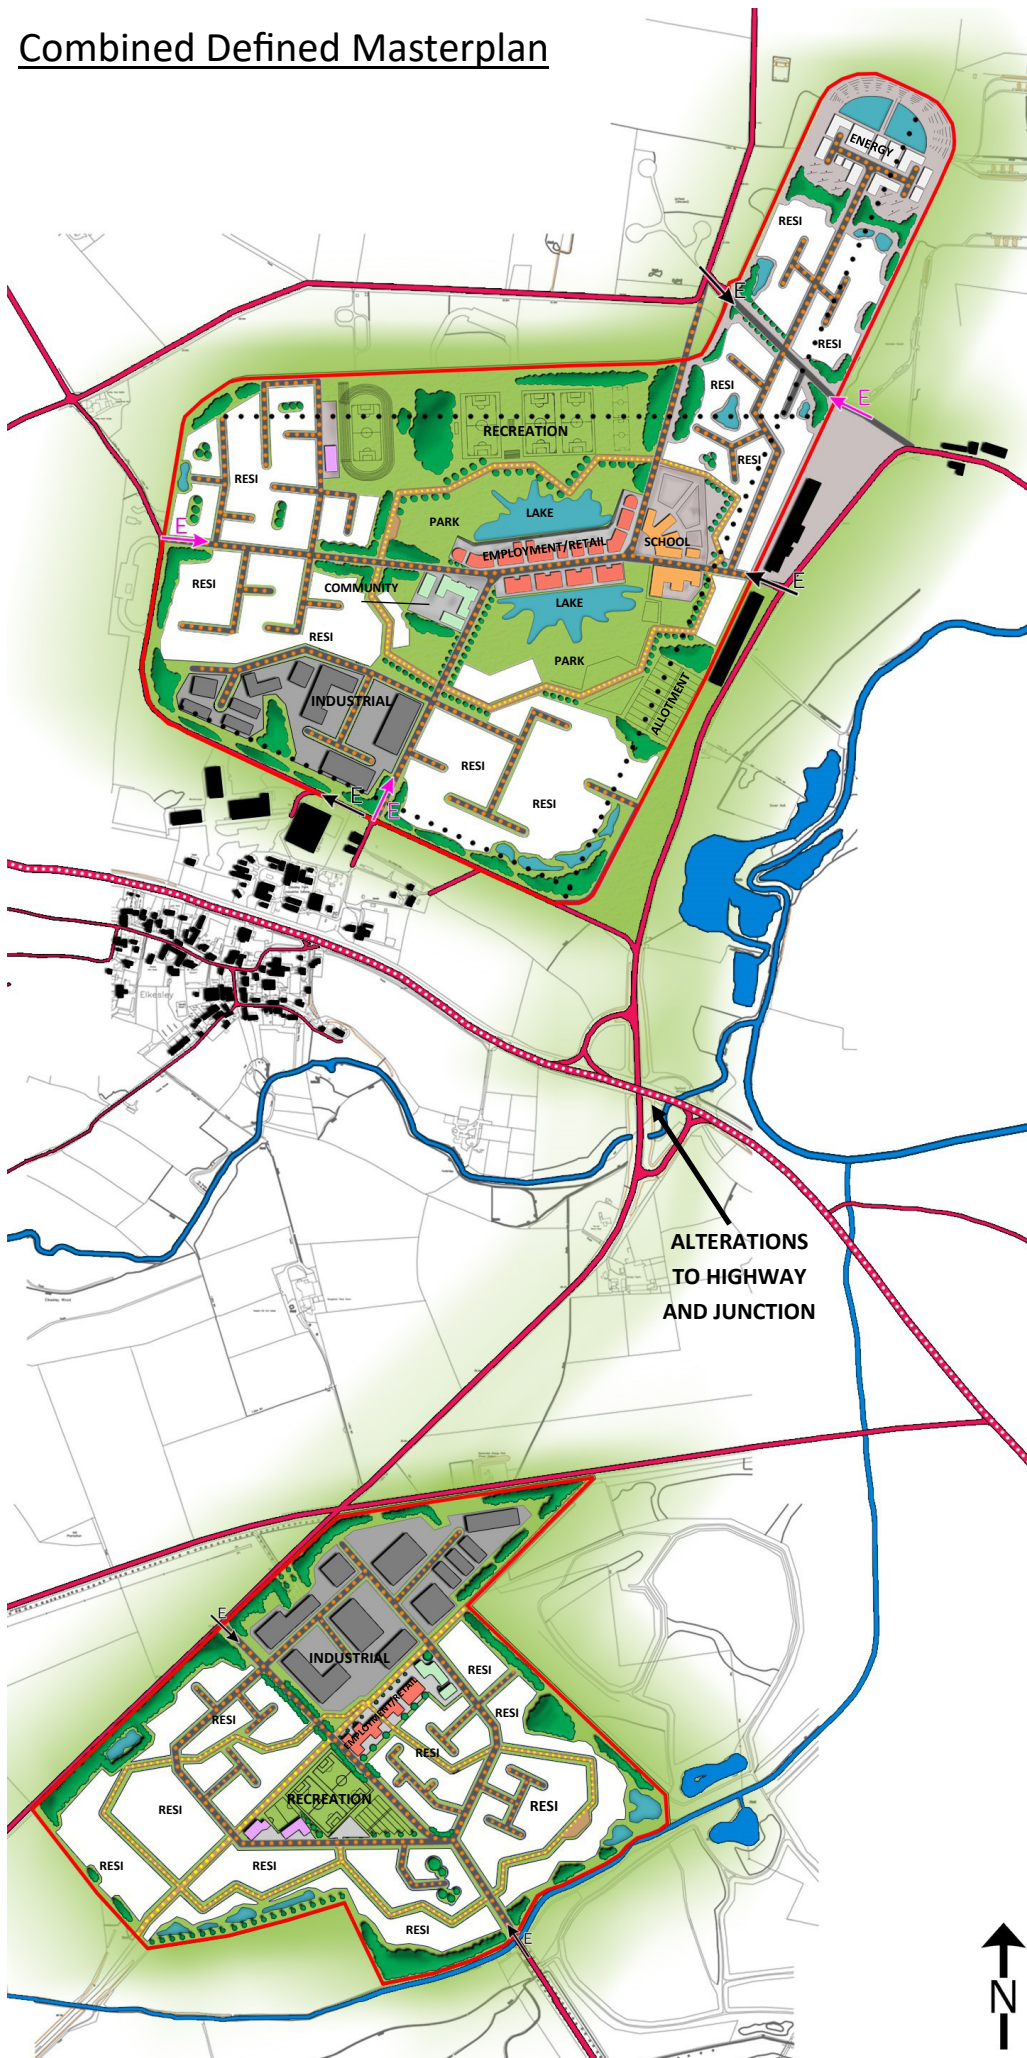 Combined Defined Masterplan
ENERGY
RESI
E
RESI
RESI
E
RECREATION
RESI
RESI
LAKE
PARK
E
EMPLOYMENT/RETAIL
SCHOOL
RESI
COMMUNITY
E
LAKE
RESI
PARK
ALLOTMENT
INDUSTRIAL
RESI
RESI
E
E
Elkesley
ALTERATIONS
TO HIGHWAY
AND JUNCTION
E
INDUSTRIAL
RESI
EMPLOYMENT/RETAIL
RESI
RESI
RESI
RECREATION
RESI
RESI
RESI
RESI
RESI
E
N